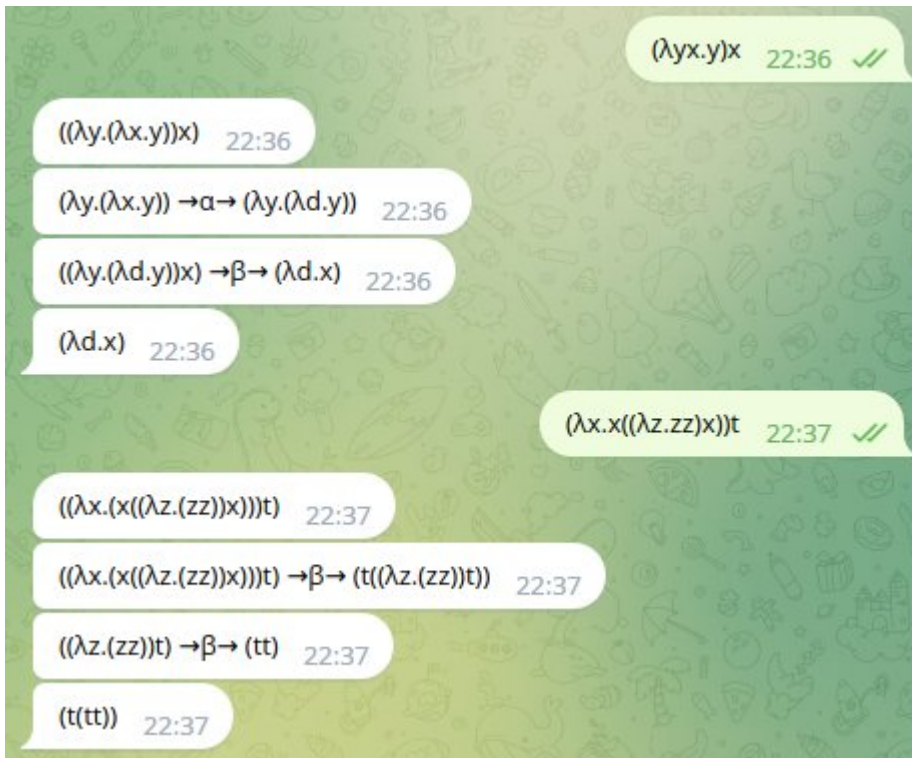 (λyx.y)x 22:36
((λy.(λx.y))x) 22:36
(λy.(λx.y)) →α→ (λy.(λd.y)) 22:36
((λy.(λd.y))x) →β→ (λd.x) 22:36
(λd.x) 22:36
(λx.x((λz.zz)x))t 22:37
((λx.(x((λz.(zz))x)))t) 22:37
((λx.(x((λz.(zz))x)))t) →β→ (t((λz.(zz))t)) 22:37
((λz.(zz))t) →β→ (tt) 22:37
(t(tt)) 22:37